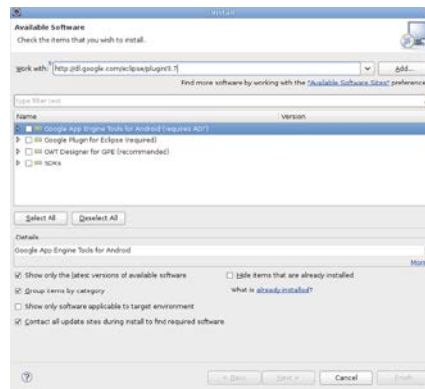 Install
Available Software
Check the items that you wish to install.
Work with: http://dl.google.com/eclipse/plugin/3.7
Add...
Find more software by working with the "Available Software Sites" preference
type filter text
Name Version
Google App Engine Tools for Android (requires ADT)
Google Plugin for Eclipse (required)
GWT Designer for GPE (recommended)
SDKs
Select All Deselect All
Details
Google App Engine Tools for Android
More
Show only the latest versions of available software Hide items that are already installed
Group items by category What is already installed?
Show only software applicable to target environment
Contact all update sites during install to find required software
< Back Next > Cancel Finish